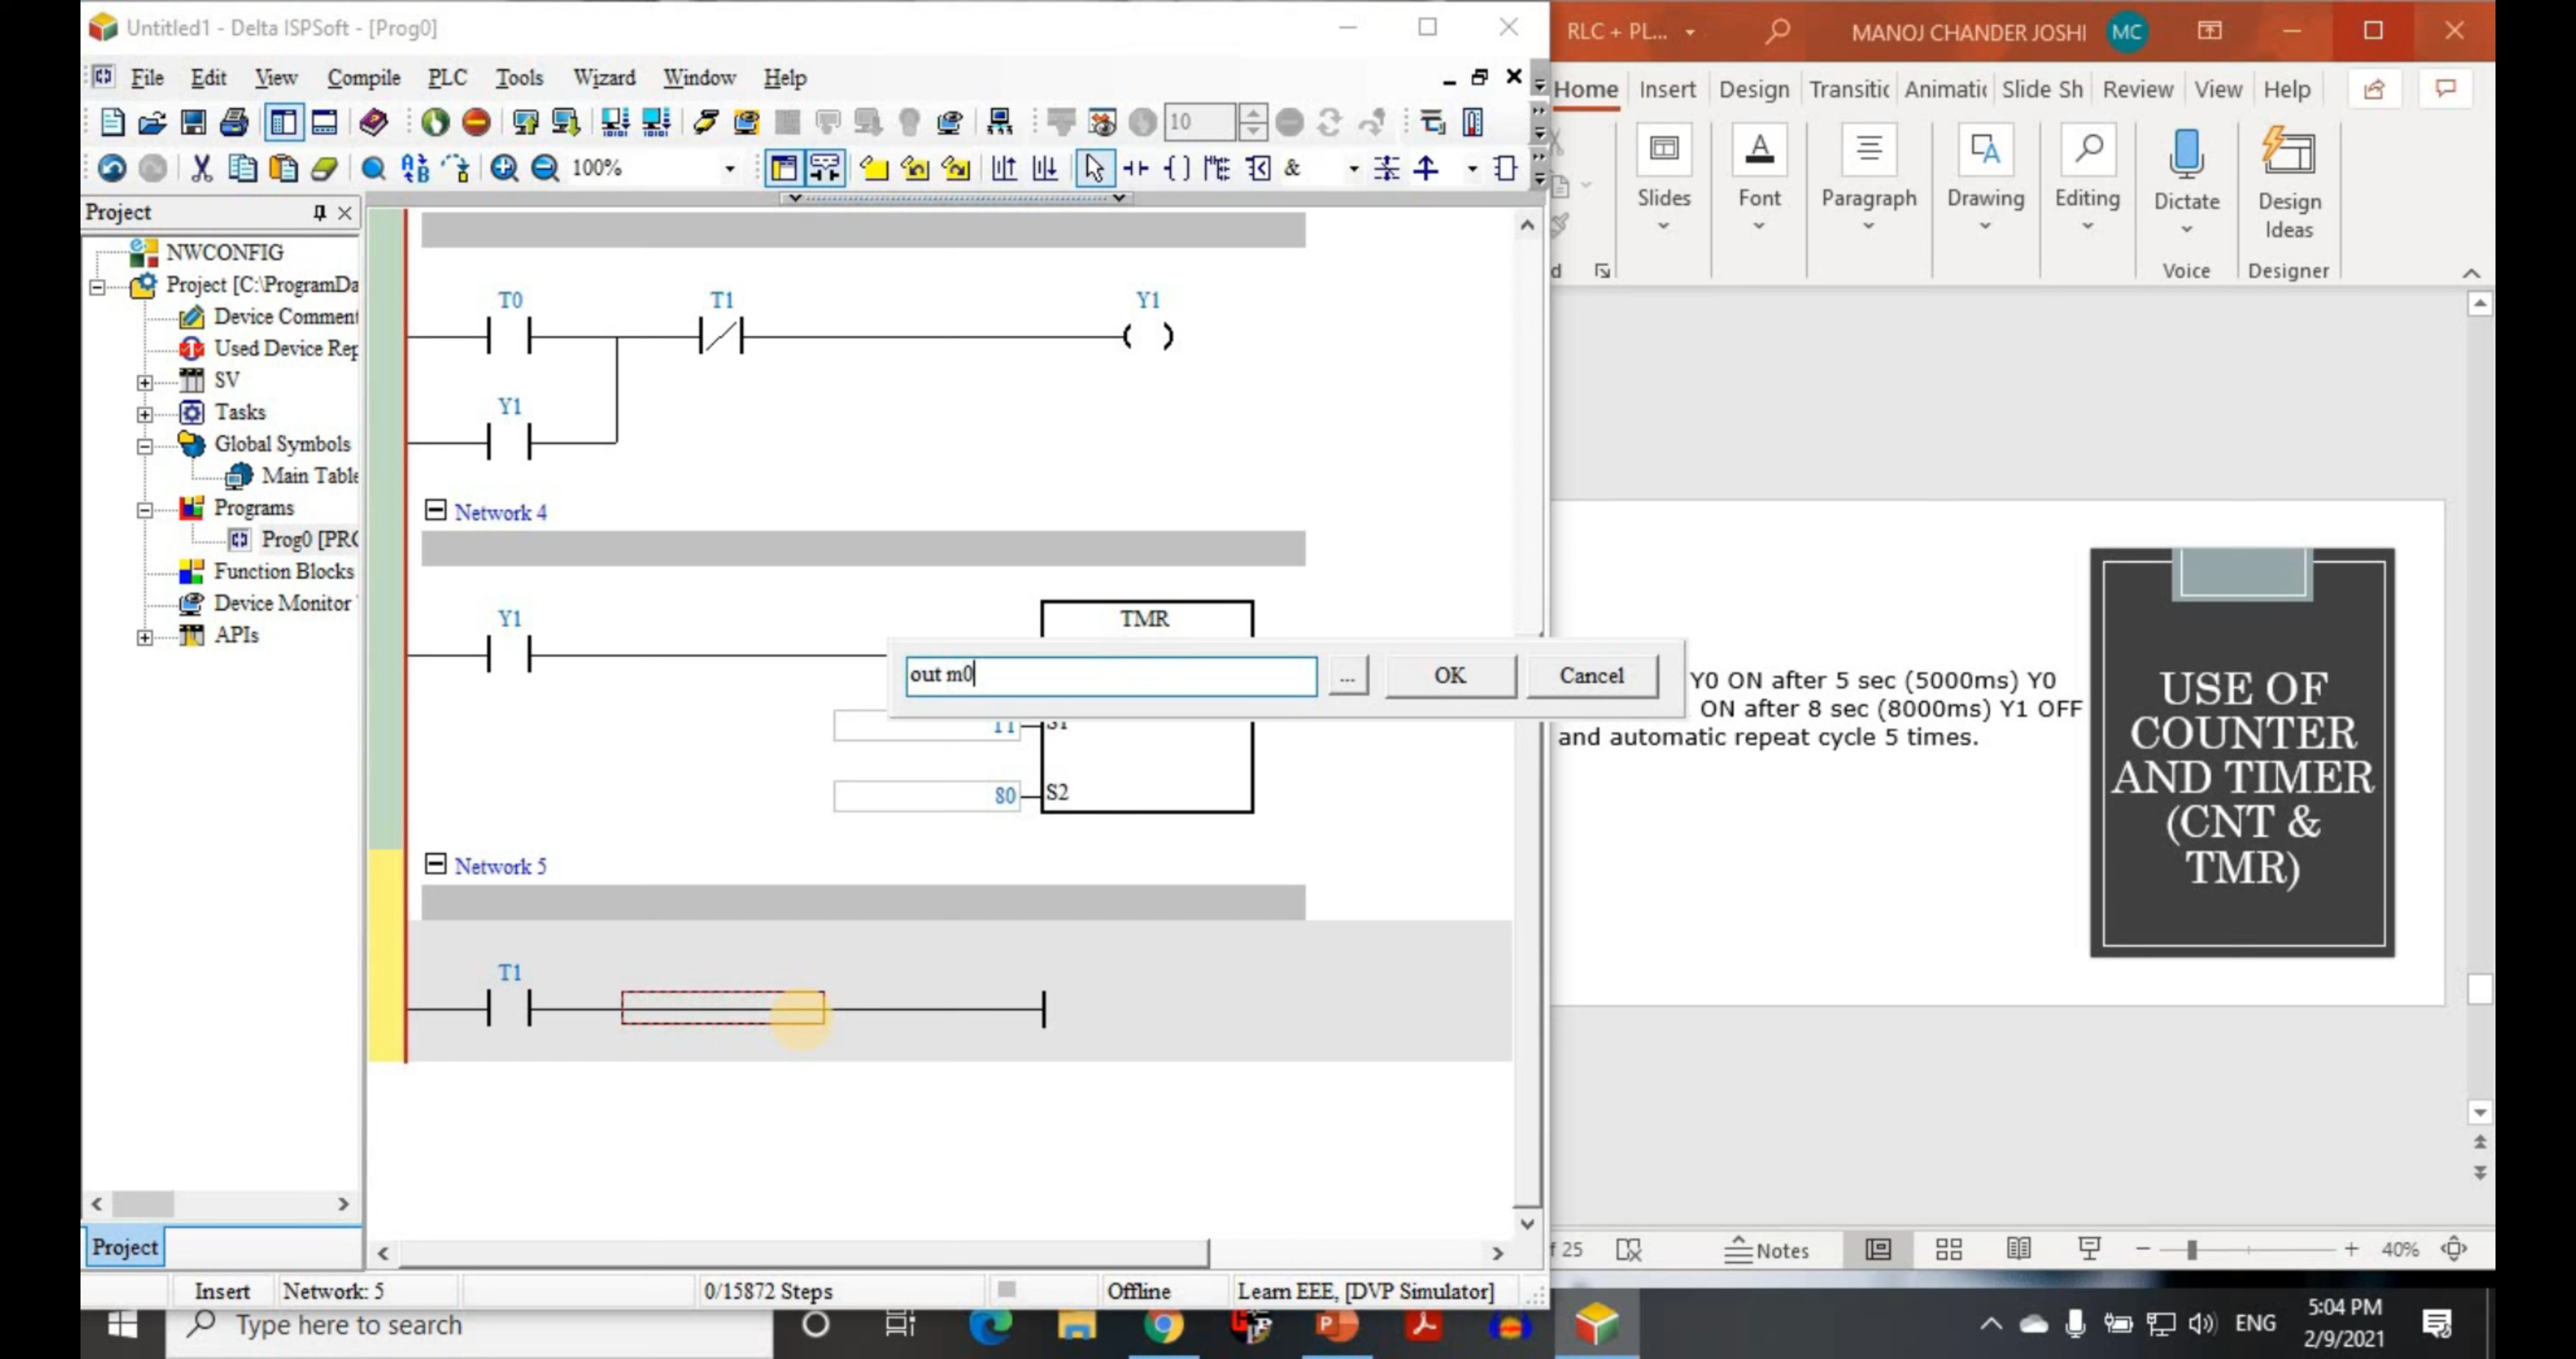 Untitled1 - Delta ISPSoft - [Prog0]
File Edit View Compile PLC Tools Wizard Window Help
10
100%
&
Project
NWCONFIG
Project [C:\ProgramDa
Device Comment
Used Device Rep
SV
Tasks
Global Symbols
Main Table
Programs
Prog0 [PRO
Function Blocks
Device Monitor
APIs
Project
T0 T1 Y1
Y1
Network 4
Y1
TMR
out m0
... OK Cancel
T1 S1
80 S2
Network 5
T1
Insert Network: 5 0/15872 Steps Offline Learn EEE, [DVP Simulator]
RLC + PL... MANOJ CHANDER JOSHI MC
Home Insert Design Transitic Animatic Slide Sh Review View Help
Slides Font Paragraph Drawing Editing Dictate Design Ideas
d Voice Designer
Y0 ON after 5 sec (5000ms) Y0
ON after 8 sec (8000ms) Y1 OFF
and automatic repeat cycle 5 times.
USE OF
COUNTER
AND TIMER
(CNT &
TMR)
f 25 Notes 40%
Type here to search
ENG
5:04 PM
2/9/2021